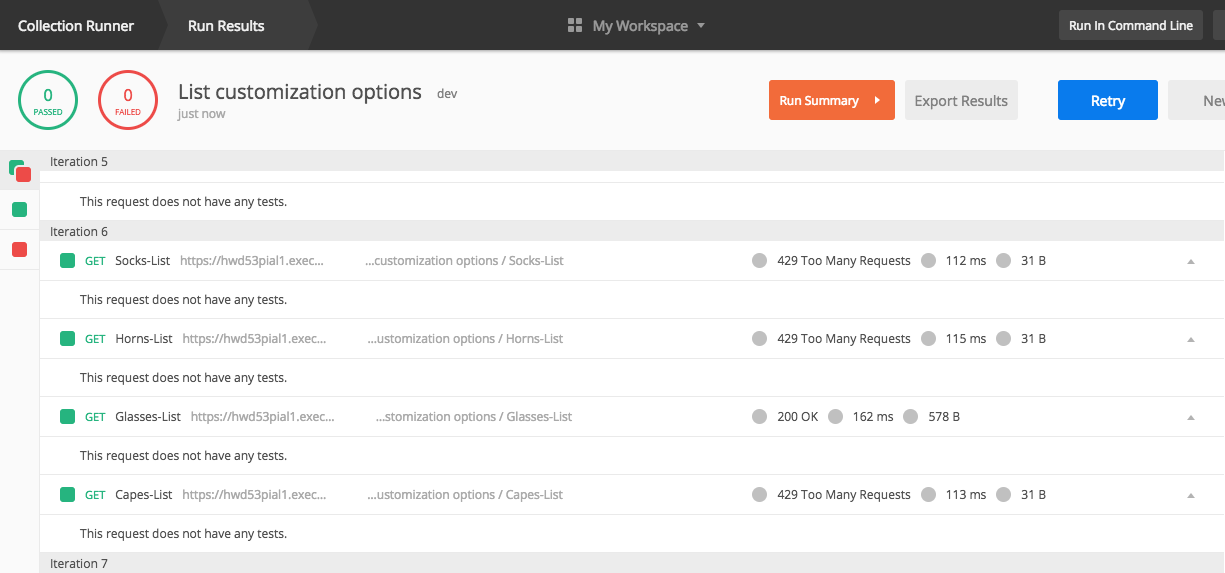 Collection Runner Run Results My Workspace Run In Command Line
0 PASSED
0 FAILED
List customization options dev
just now
Run Summary Export Results Retry New
Iteration 5
This request does not have any tests.
Iteration 6
GET Socks-List https://hwd53pial1.exec... ...customization options / Socks-List 429 Too Many Requests 112 ms 31 B
This request does not have any tests.
GET Horns-List https://hwd53pial1.exec... ...ustomization options / Horns-List 429 Too Many Requests 115 ms 31 B
This request does not have any tests.
GET Glasses-List https://hwd53pial1.exec... ...stomization options / Glasses-List 200 OK 162 ms 578 B
This request does not have any tests.
GET Capes-List https://hwd53pial1.exec... ...ustomization options / Capes-List 429 Too Many Requests 113 ms 31 B
This request does not have any tests.
Iteration 7